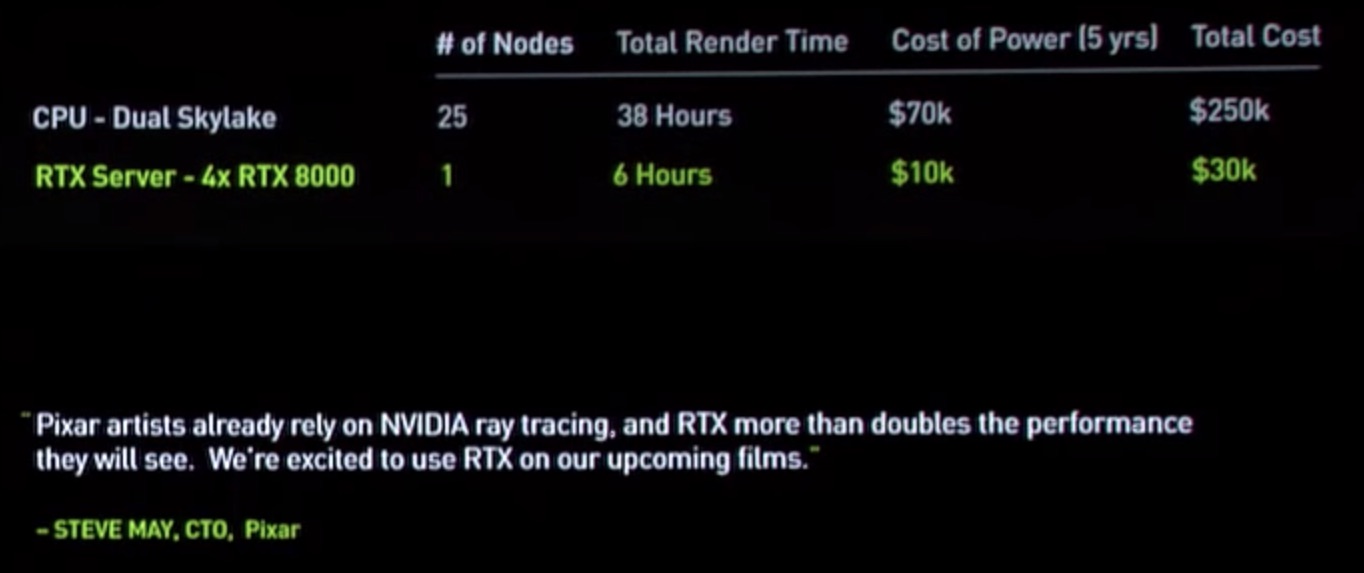 # of Nodes Total Render Time Cost of Power (5 yrs) Total Cost
CPU - Dual Skylake 25 38 Hours $70k $250k
RTX Server - 4x RTX 8000 1 6 Hours $10k $30k
"Pixar artists already rely on NVIDIA ray tracing, and RTX more than doubles the performance
they will see. We're excited to use RTX on our upcoming films."
– STEVE MAY, CTO, Pixar